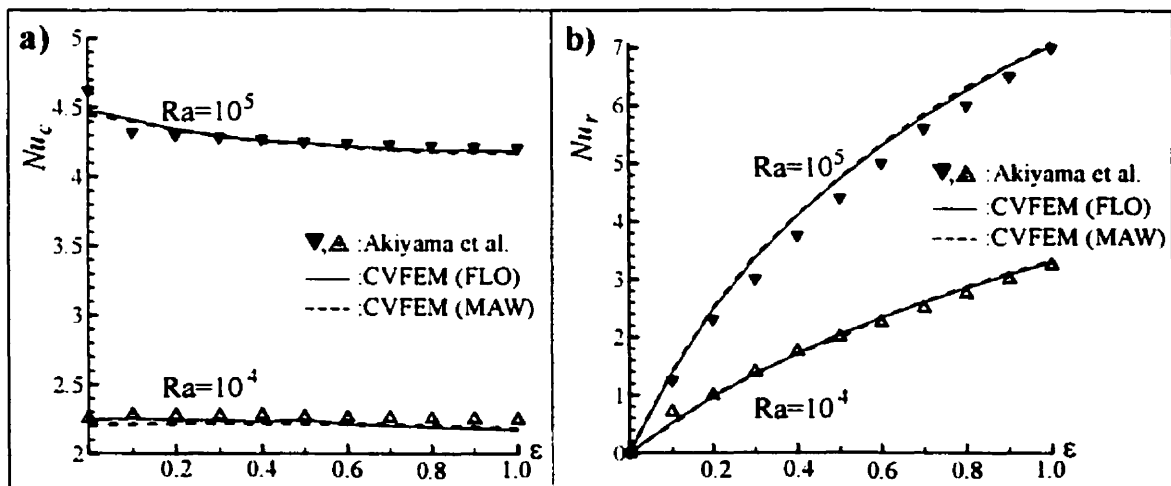 a)
Nu_c
5
4.5
4
3.5
3
2.5
2
Ra=10^5
▼,△ :Akiyama et al.
——— :CVFEM (FLO)
----- :CVFEM (MAW)
Ra=10^4
0.2 0.4 0.6 0.8 1.0 ε
b)
Nu_r
7
6
5
4
3
2
1
0
Ra=10^5
▼,△ :Akiyama et al.
——— :CVFEM (FLO)
----- :CVFEM (MAW)
Ra=10^4
0.2 0.4 0.6 0.8 1.0 ε